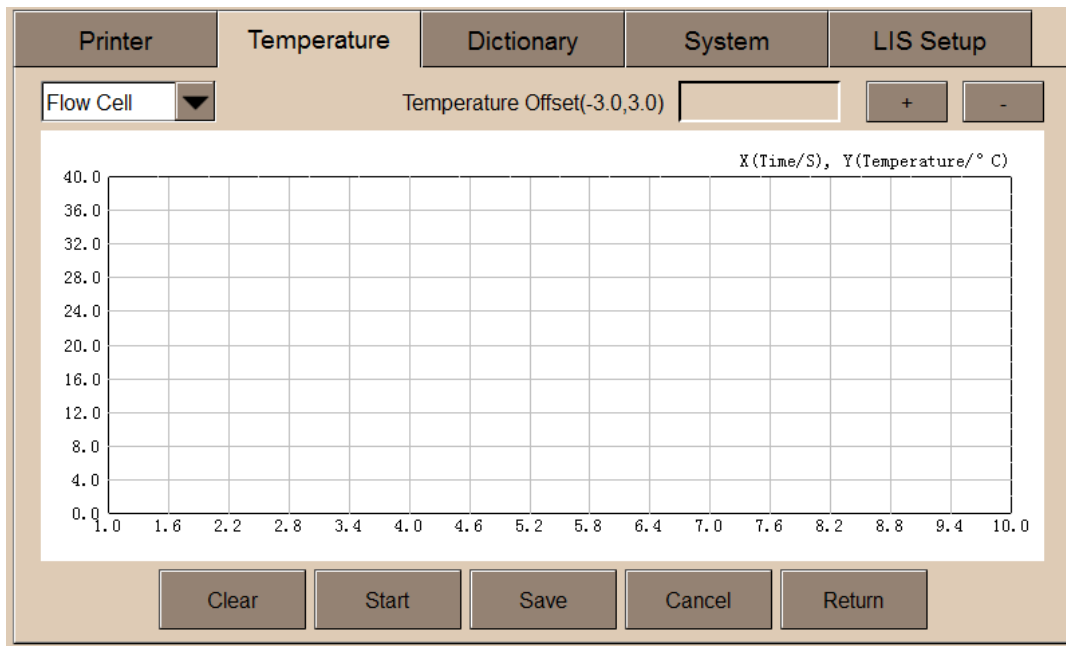 Printer Temperature Dictionary System LIS Setup
Flow Cell Temperature Offset(-3.0,3.0) + -
X(Time/S), Y(Temperature/° C)
40.0
36.0
32.0
28.0
24.0
20.0
16.0
12.0
8.0
4.0
0.0
1.0 1.6 2.2 2.8 3.4 4.0 4.6 5.2 5.8 6.4 7.0 7.6 8.2 8.8 9.4 10.0
Clear Start Save Cancel Return